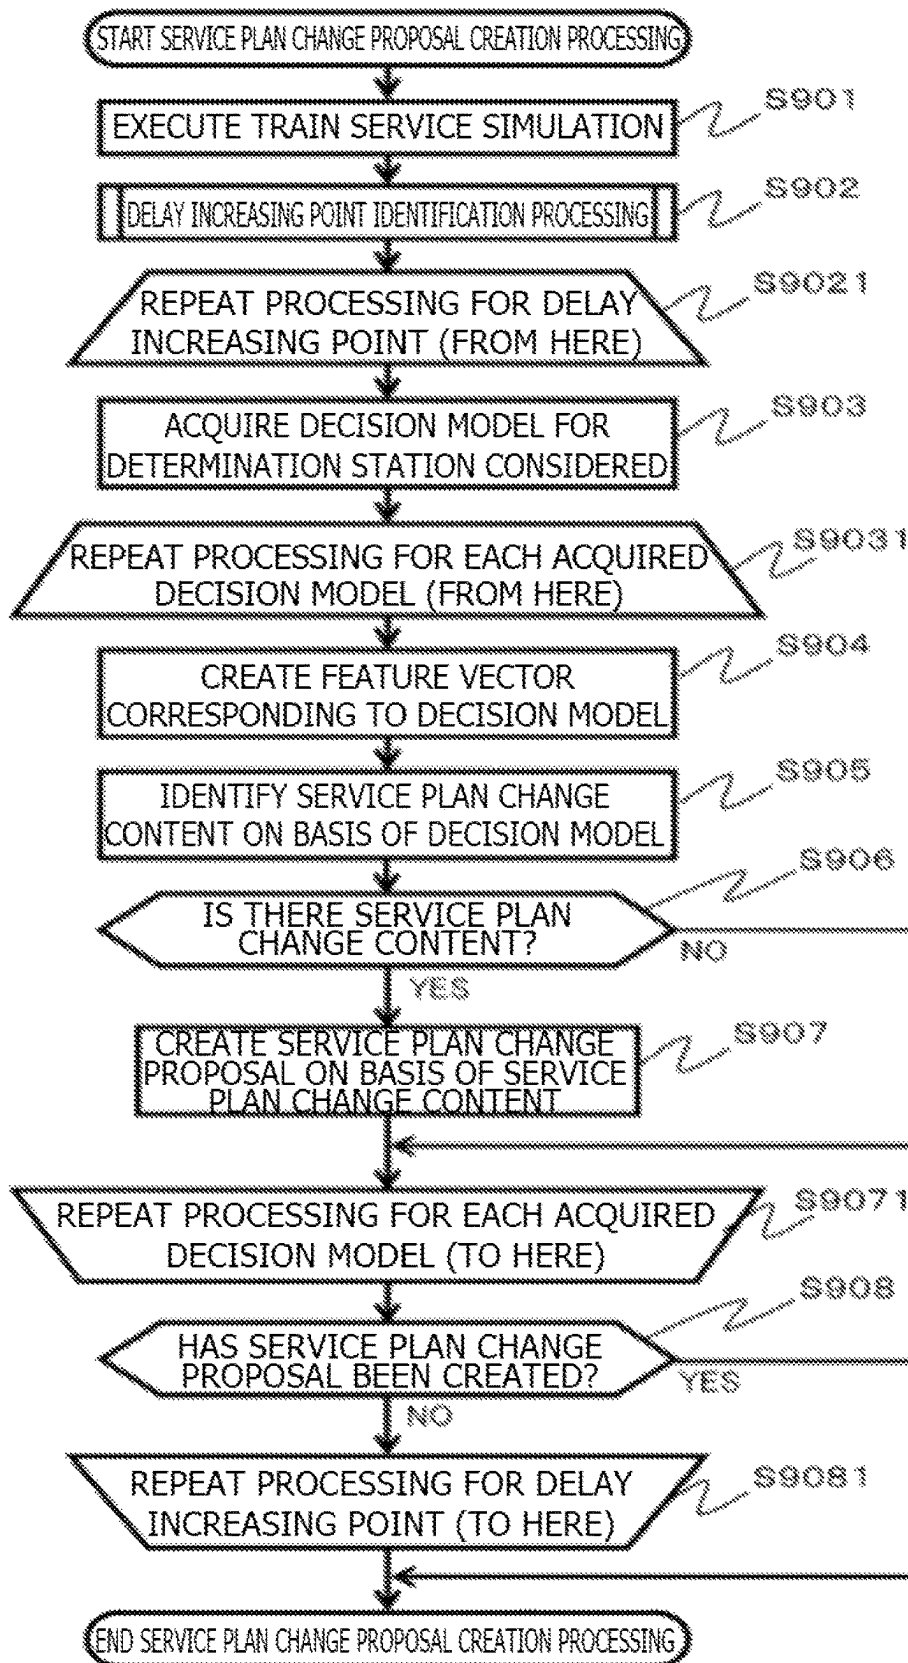 START SERVICE PLAN CHANGE PROPOSAL CREATION PROCESSING
S901
EXECUTE TRAIN SERVICE SIMULATION
S902
DELAY INCREASING POINT IDENTIFICATION PROCESSING
S9021
REPEAT PROCESSING FOR DELAY
INCREASING POINT (FROM HERE)
S903
ACQUIRE DECISION MODEL FOR
DETERMINATION STATION CONSIDERED
S9031
REPEAT PROCESSING FOR EACH ACQUIRED
DECISION MODEL (FROM HERE)
S904
CREATE FEATURE VECTOR
CORRESPONDING TO DECISION MODEL
S905
IDENTIFY SERVICE PLAN CHANGE
CONTENT ON BASIS OF DECISION MODEL
S906
IS THERE SERVICE PLAN
CHANGE CONTENT?
NO
YES
S907
CREATE SERVICE PLAN CHANGE
PROPOSAL ON BASIS OF SERVICE
PLAN CHANGE CONTENT
S9071
REPEAT PROCESSING FOR EACH ACQUIRED
DECISION MODEL (TO HERE)
S908
HAS SERVICE PLAN CHANGE
PROPOSAL BEEN CREATED?
YES
NO
S9081
REPEAT PROCESSING FOR DELAY
INCREASING POINT (TO HERE)
END SERVICE PLAN CHANGE PROPOSAL CREATION PROCESSING